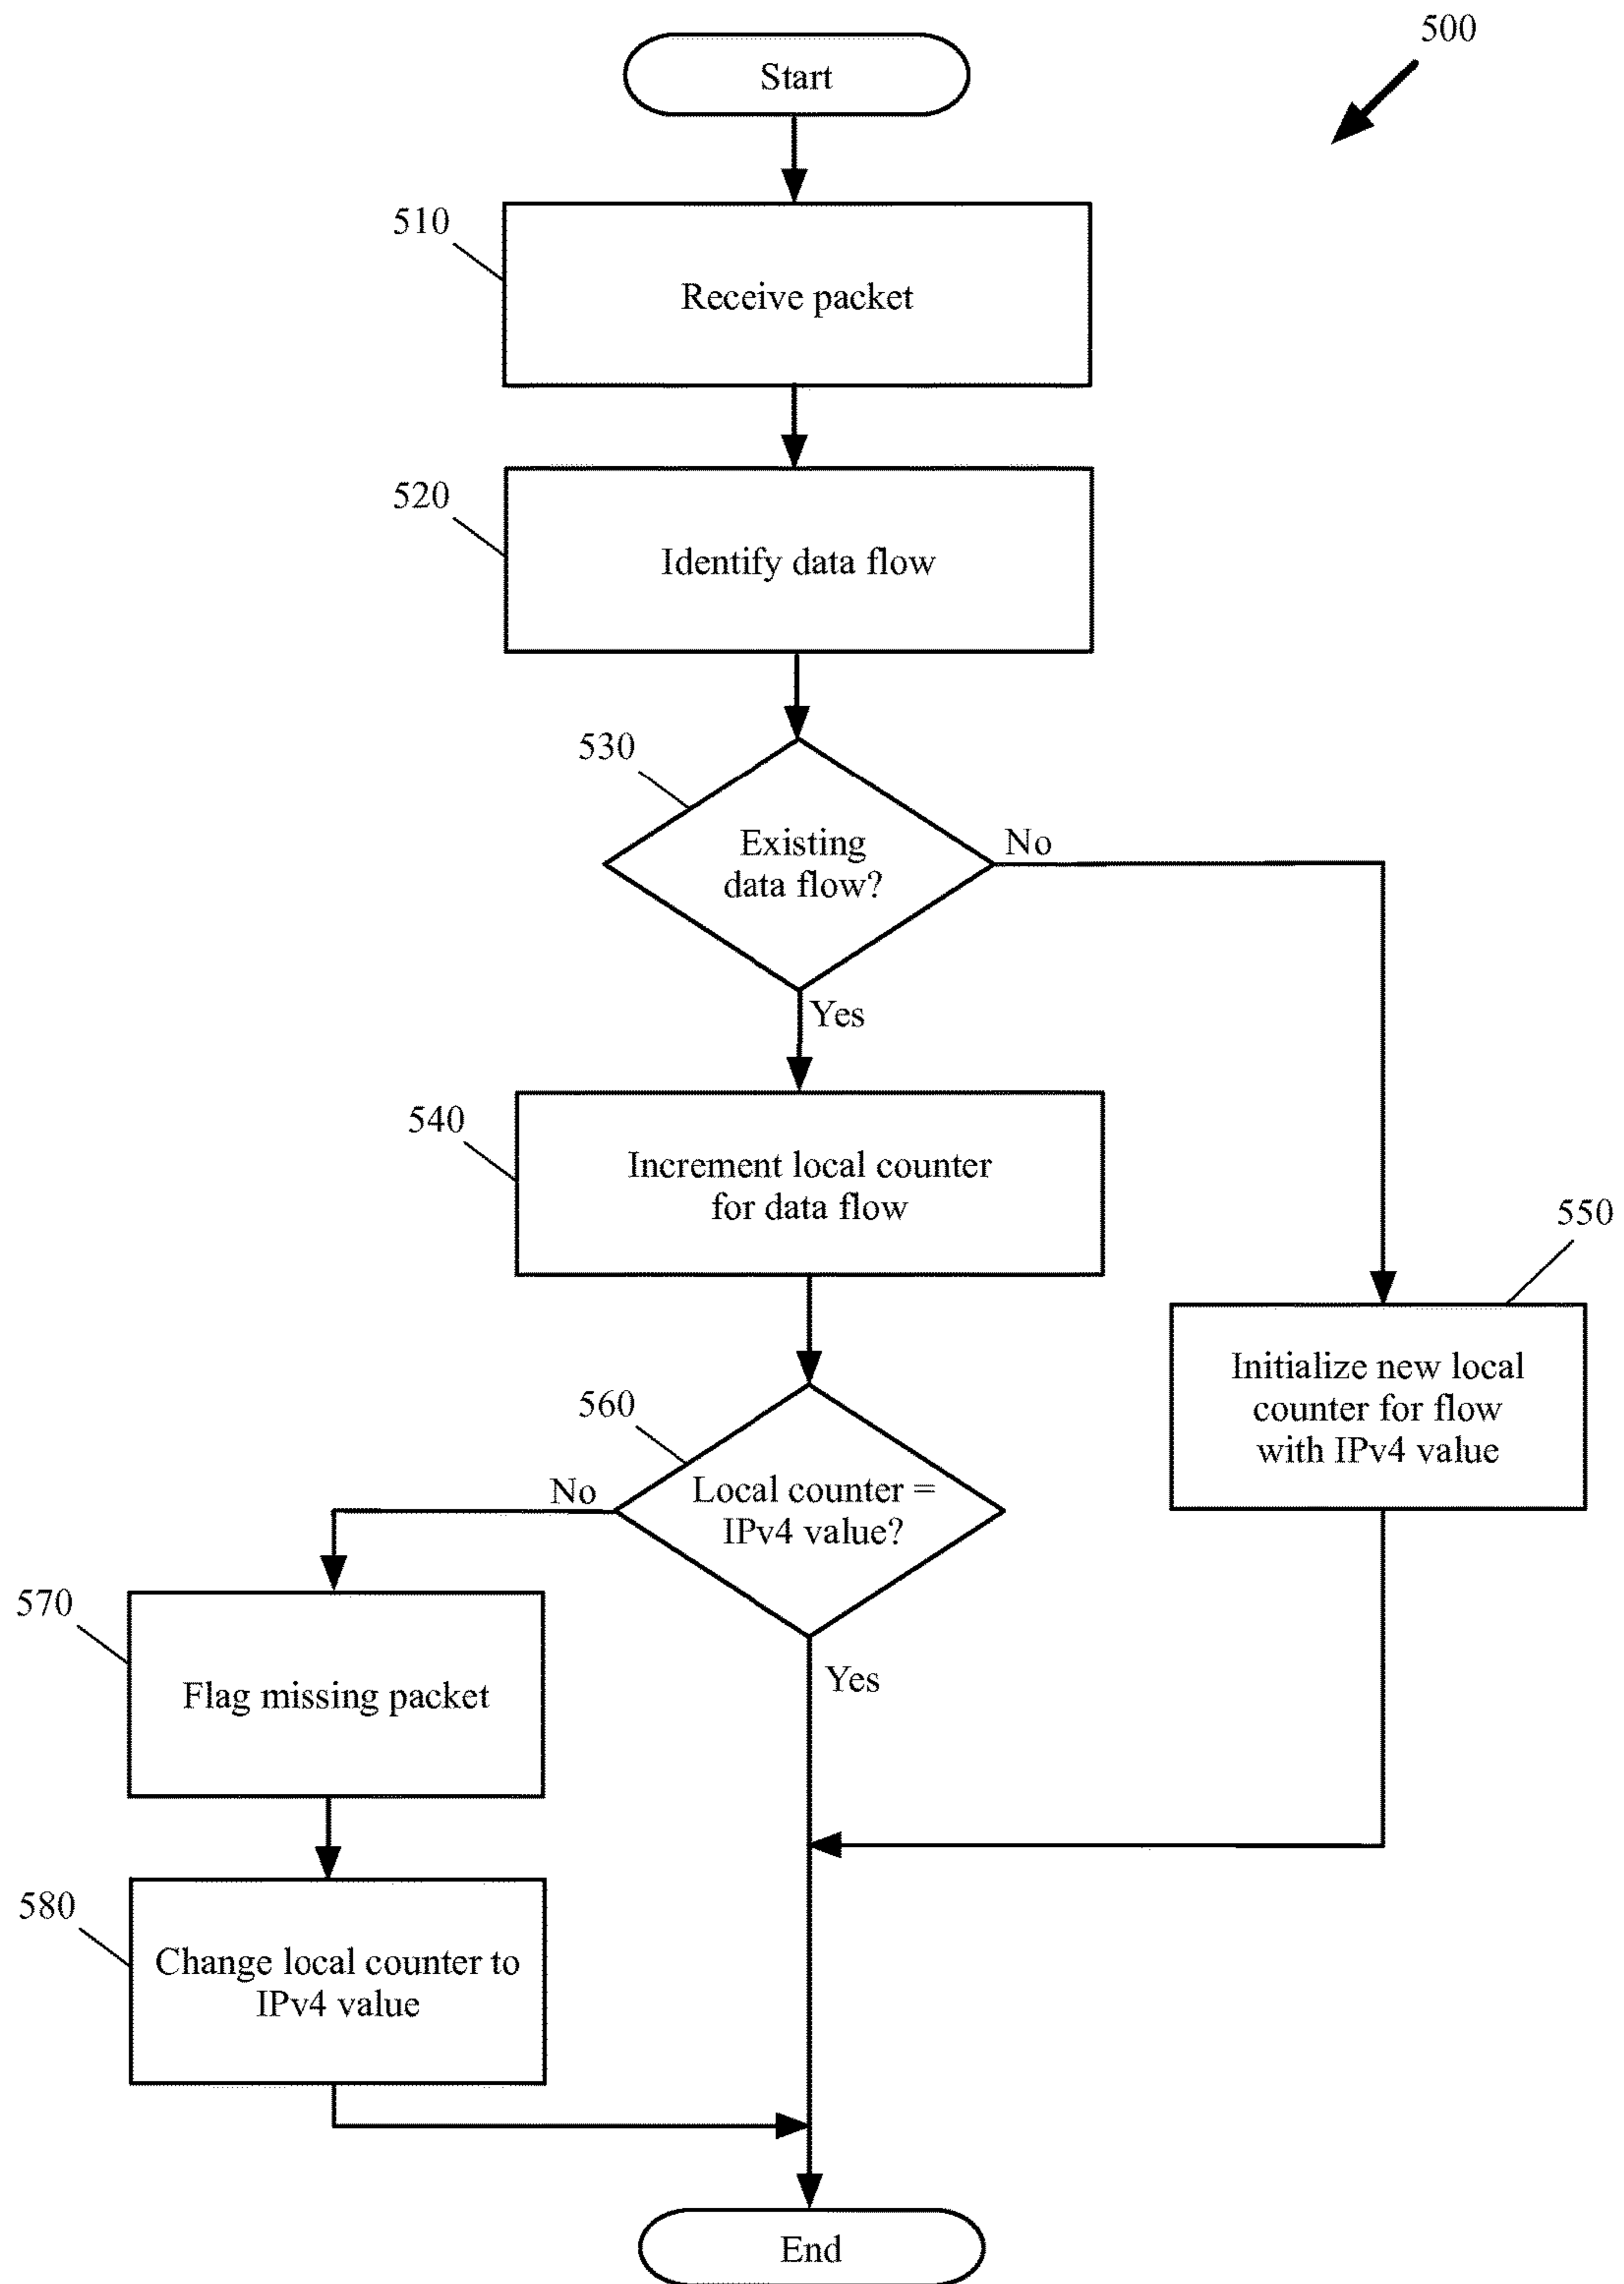 500
Start
510
Receive packet
520
Identify data flow
530
Existing
data flow?
No
Yes
540
Increment local counter
for data flow
550
Initialize new local
counter for flow
with IPv4 value
560
Local counter =
IPv4 value?
No
Yes
570
Flag missing packet
580
Change local counter to
IPv4 value
End